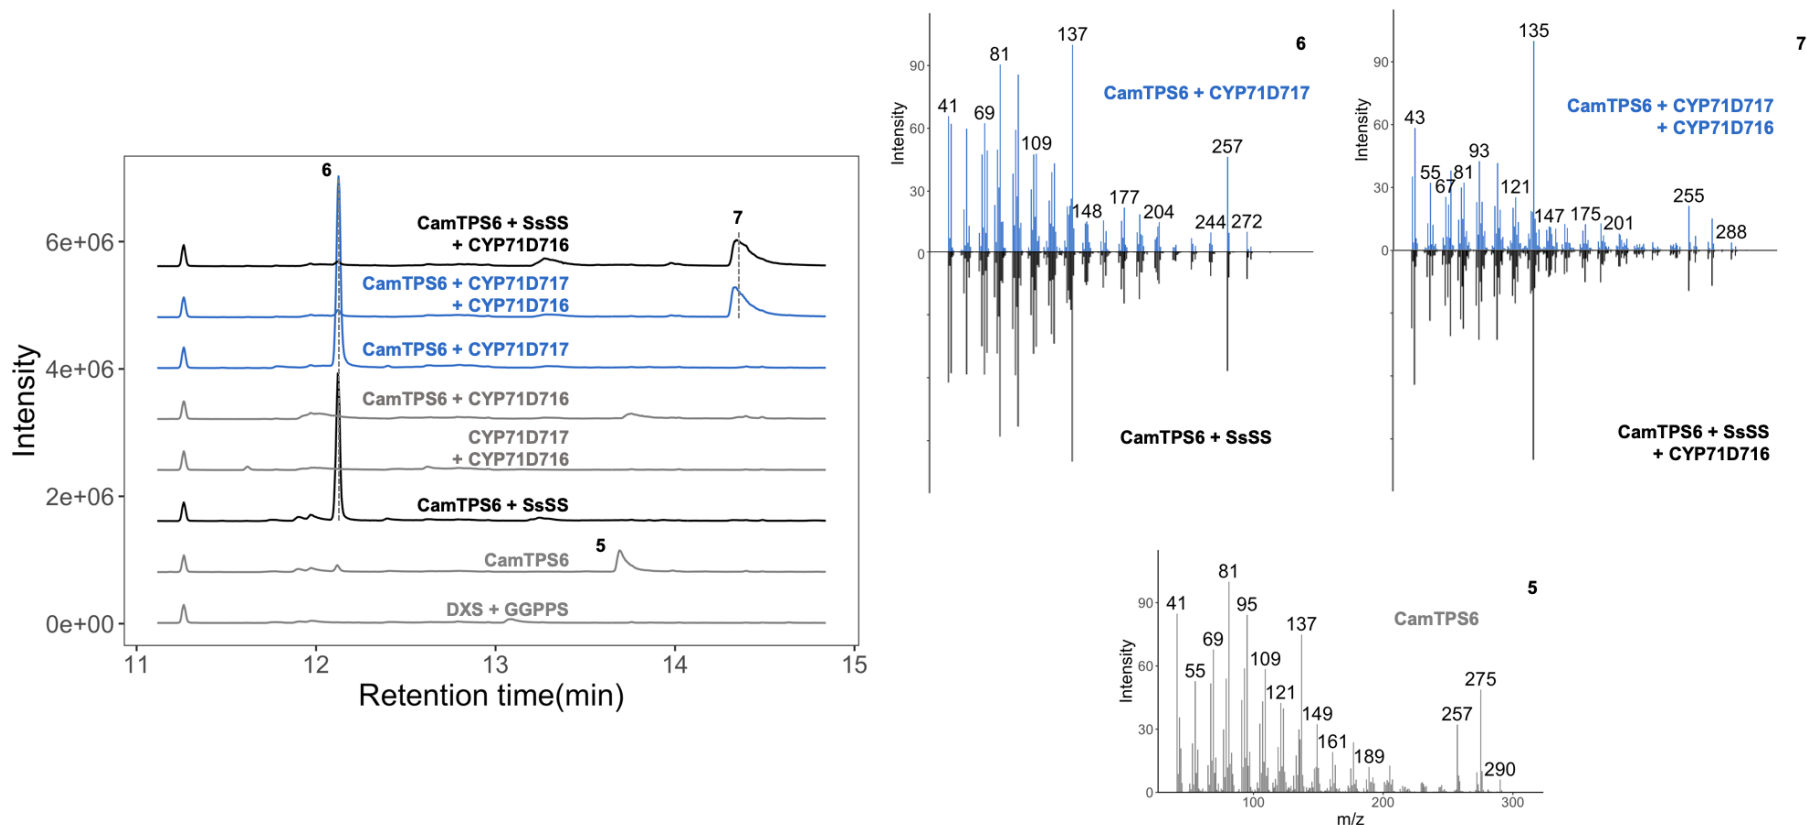 6
CamTPS6 + SsSS
+ CYP71D716
7
CamTPS6 + CYP71D717
+ CYP71D716
CamTPS6 + CYP71D717
CamTPS6 + CYP71D716
CYP71D717
+ CYP71D716
CamTPS6 + SsSS
5
CamTPS6
DXS + GGPPS
6e+06
4e+06
2e+06
0e+00
Intensity
11 12 13 14 15
Retention time(min)
6
CamTPS6 + CYP71D717
137
81
41
69
109
257
177
148
204
244
272
90
60
30
0
Intensity
CamTPS6 + SsSS
7
CamTPS6 + CYP71D717
+ CYP71D716
135
43
93
55
81
67
121
147
175
201
255
288
90
60
30
0
Intensity
CamTPS6 + SsSS
+ CYP71D716
5
CamTPS6
81
41
95
137
69
109
55
121
149
161
189
275
257
290
90
60
30
0
Intensity
100 200 300
m/z